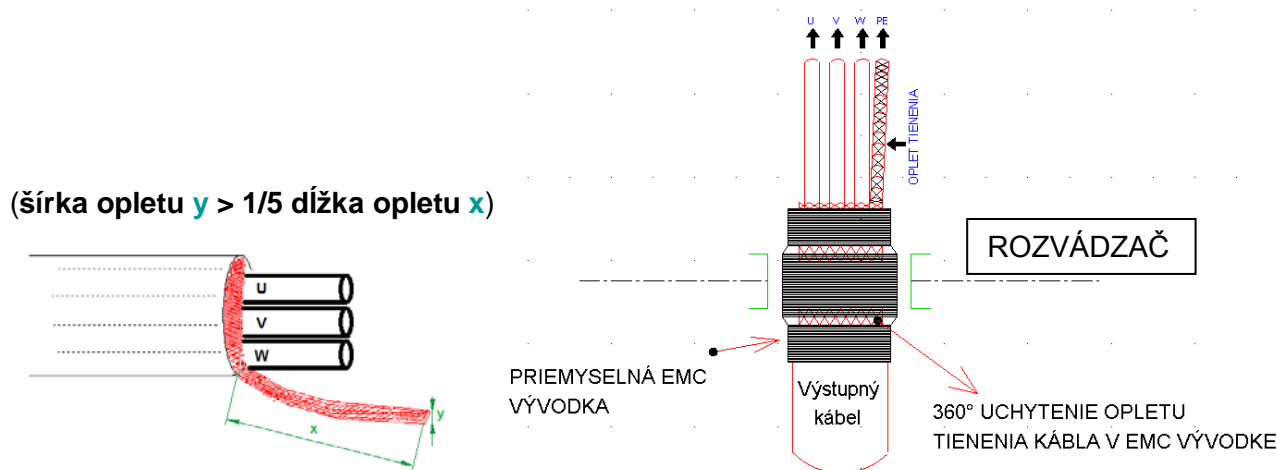 (šírka opletu y > 1/5 dĺžka opletu x)
U
V
W
x
y
U V W PE
OPLET TIENENIA
ROZVÁDZAČ
PRIEMYSELNÁ EMC
VÝVODKA
Výstupný
kábel
360° UCHYTENIE OPLETU
TIENENIA KÁBLA V EMC VÝVODKE